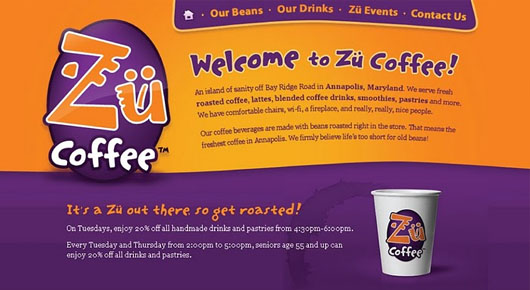 · Our Beans · Our Drinks · Zü Events · Contact Us
Zü
Coffee™
Welcome to Zü Coffee!
An island of sanity off Bay Ridge Road in Annapolis, Maryland. We serve fresh
roasted coffee, lattes, blended coffee drinks, smoothies, pastries and more.
We have comfortable chairs, wi-fi, a fireplace, and really, really, nice people.
Our coffee beverages are made with beans roasted right in the store. That means the
freshest coffee in Annapolis. We firmly believe life's too short for old beans!
It's a Zü out there so get roasted!
On Tuesdays, enjoy 20% off all handmade drinks and pastries from 4:30pm-6:00pm.
Every Tuesday and Thursday from 2:00pm to 5:00pm, seniors age 55 and up can
enjoy 20% off all drinks and pastries.
Zü
Coffee